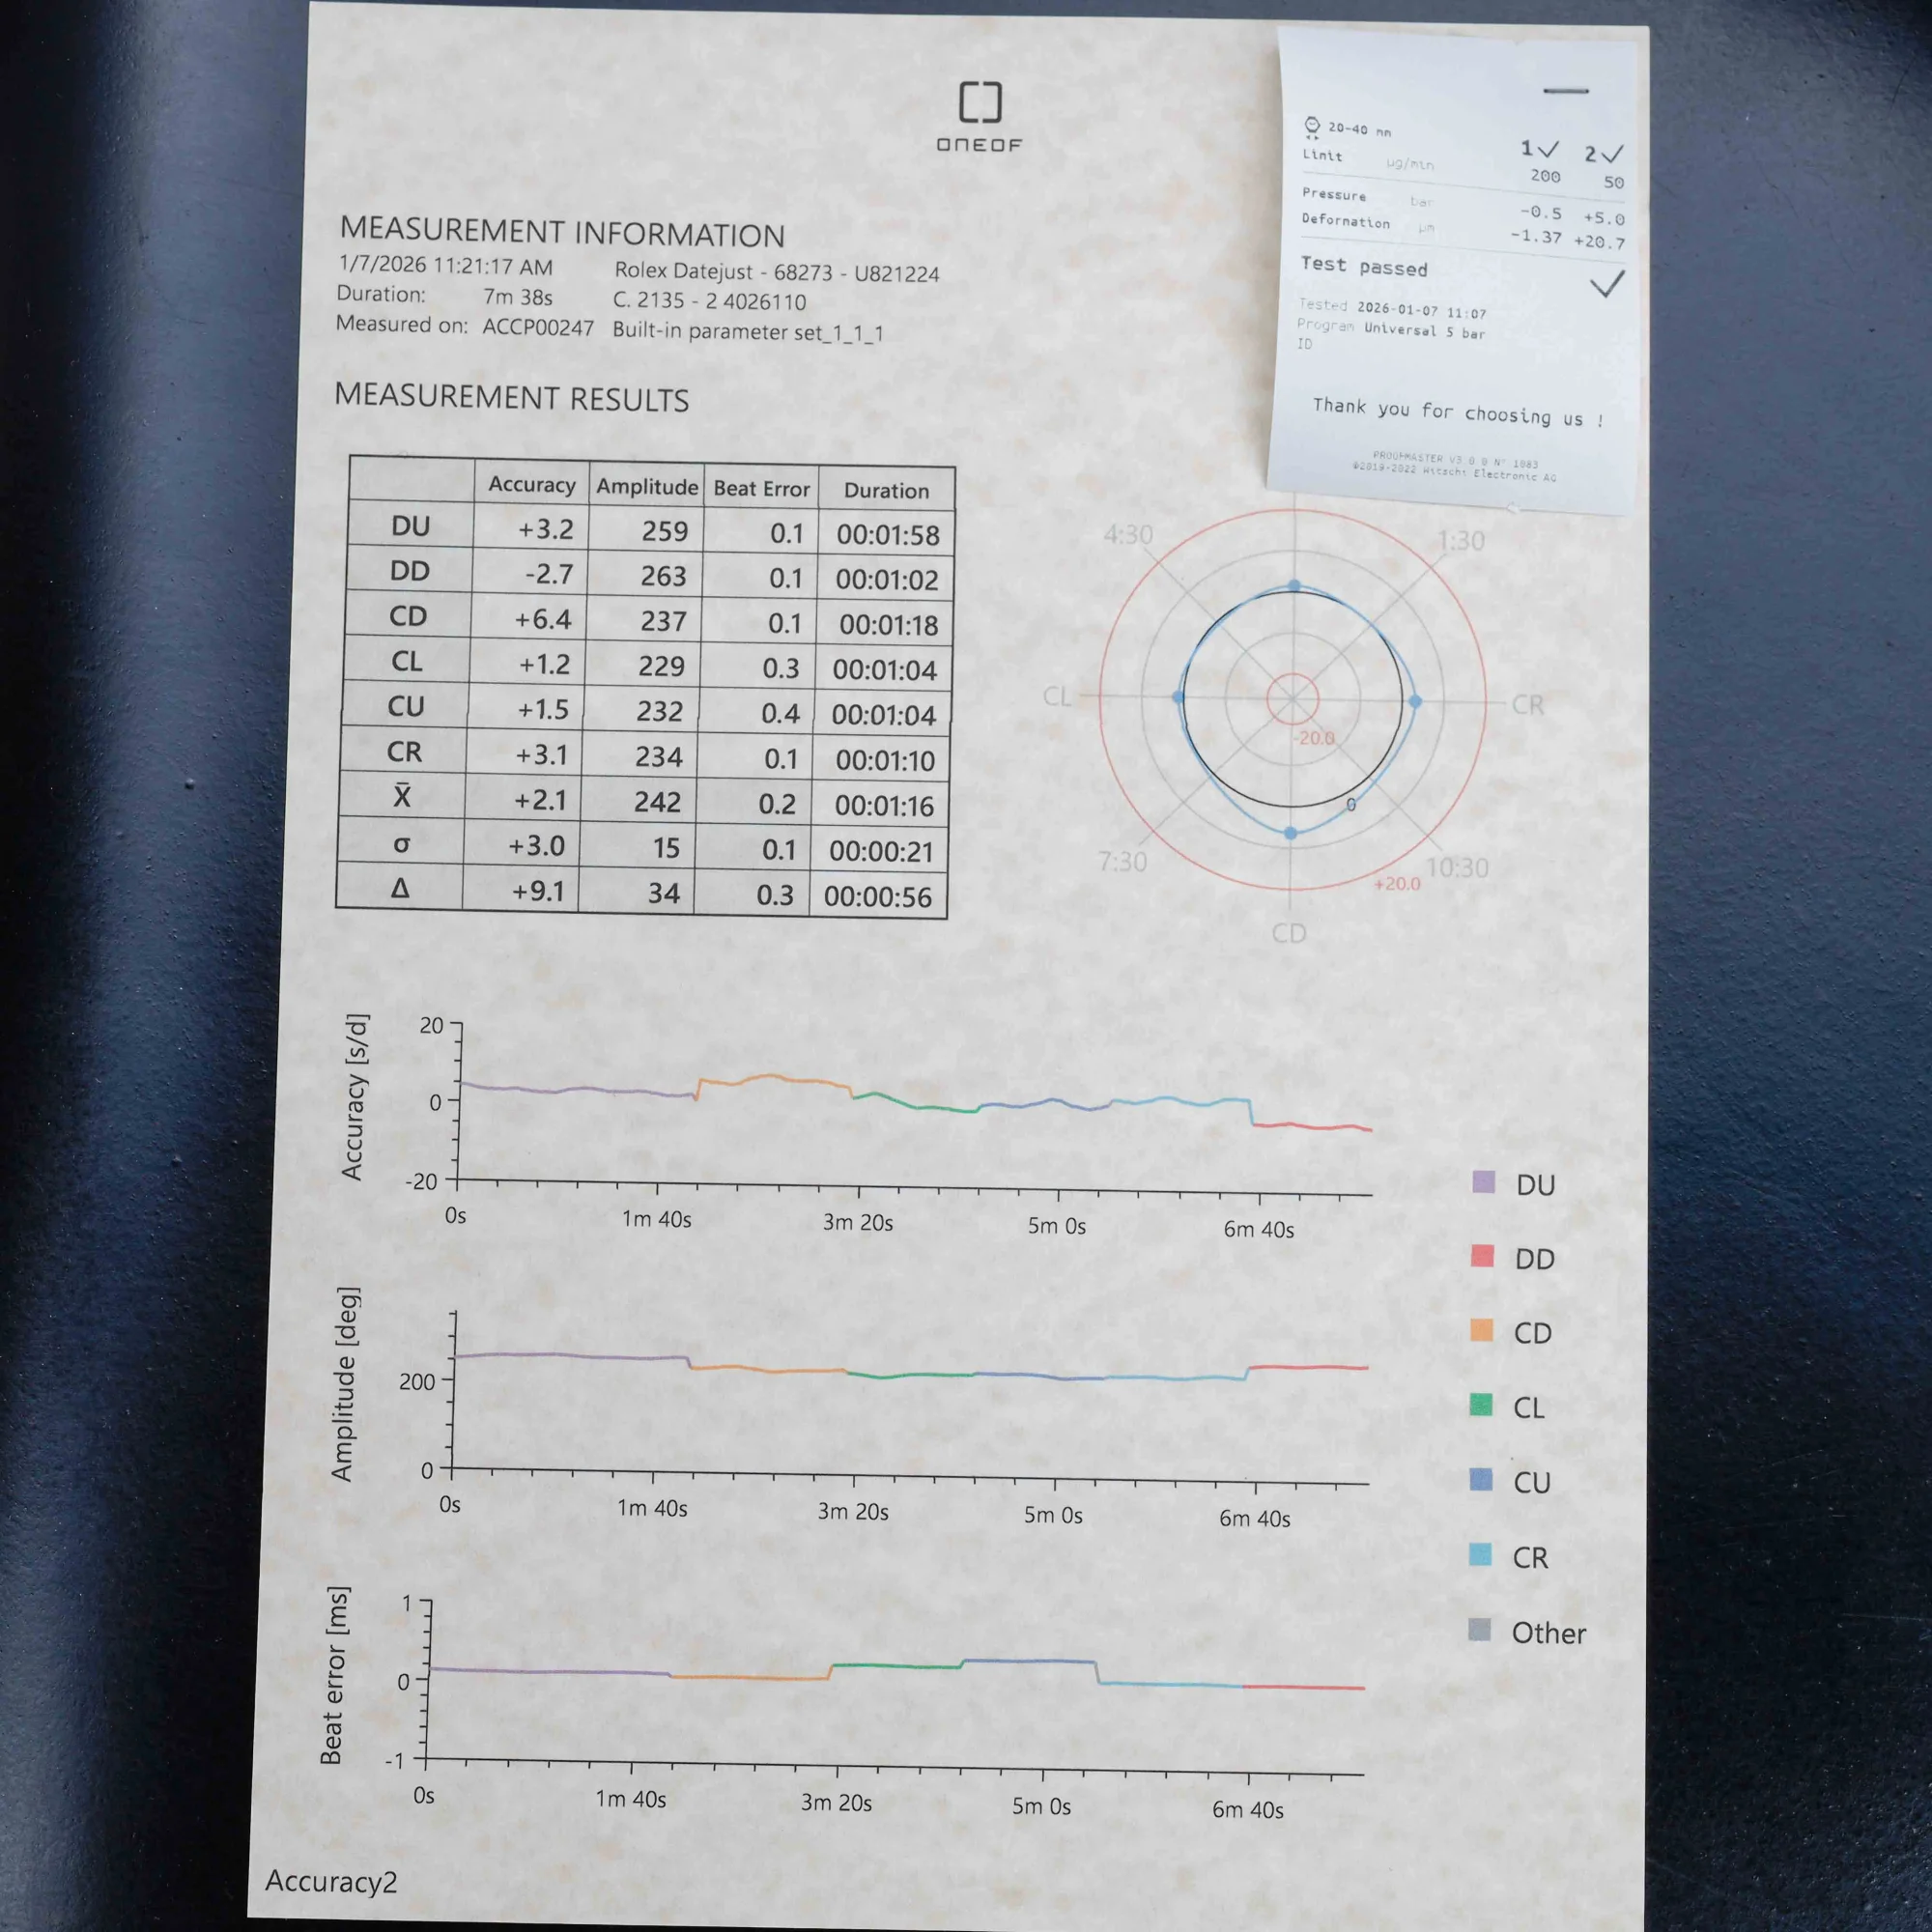 ONEOF
MEASUREMENT INFORMATION
1/7/2026 11:21:17 AM Rolex Datejust - 68273 - U821224
Duration: 7m 38s C. 2135 - 2 4026110
Measured on: ACCP00247 Built-in parameter set_1_1_1
20-40 mm
1✓ 2✓
Limit µg/min 200 50
Pressure bar -0.5 +5.0
Deformation µm -1.37 +20.7
Test passed ✓
Tested 2026-01-07 11:07
Program Universal 5 bar
ID
Thank you for choosing us !
PROOFMASTER V3.0.0 N° 1083
©2019-2022 Witschi Electronic AG
MEASUREMENT RESULTS
Accuracy Amplitude Beat Error Duration
DU +3.2 259 0.1 00:01:58
DD -2.7 263 0.1 00:01:02
CD +6.4 237 0.1 00:01:18
CL +1.2 229 0.3 00:01:04
CU +1.5 232 0.4 00:01:04
CR +3.1 234 0.1 00:01:10
X̄ +2.1 242 0.2 00:01:16
σ +3.0 15 0.1 00:00:21
Δ +9.1 34 0.3 00:00:56
4:30 1:30
CL CR
-20.0
0
7:30 10:30
+20.0
CD
Accuracy [s/d]
20
0
-20
0s 1m 40s 3m 20s 5m 0s 6m 40s
Amplitude [deg]
200
0
0s 1m 40s 3m 20s 5m 0s 6m 40s
Beat error [ms]
1
0
-1
0s 1m 40s 3m 20s 5m 0s 6m 40s
DU
DD
CD
CL
CU
CR
Other
Accuracy2